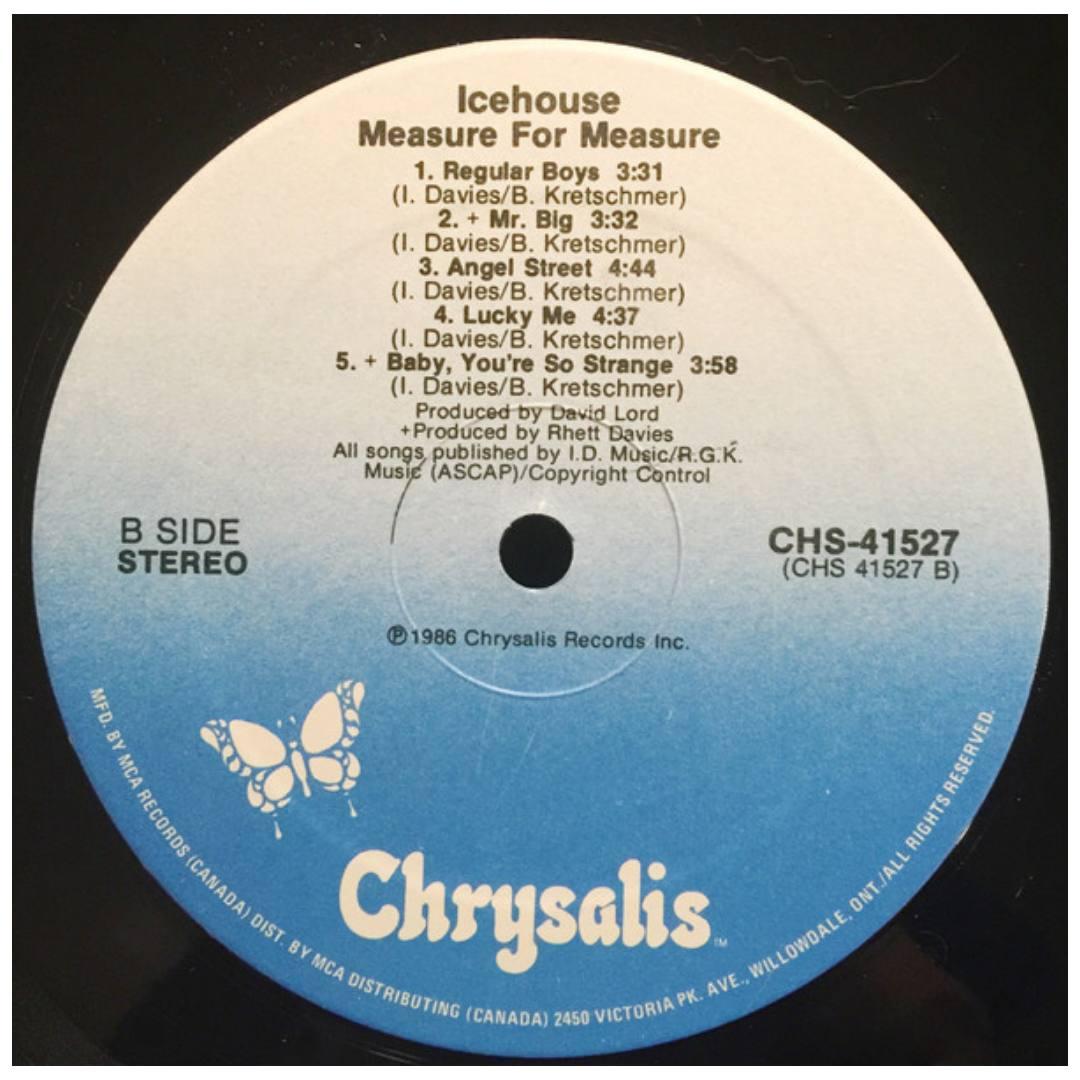 Icehouse
Measure For Measure
1. Regular Boys 3:31
(I. Davies/B. Kretschmer)
2. + Mr. Big 3:32
(I. Davies/B. Kretschmer)
3. Angel Street 4:44
(I. Davies/B. Kretschmer)
4. Lucky Me 4:37
(I. Davies/B. Kretschmer)
5. + Baby, You're So Strange 3:58
(I. Davies/B. Kretschmer)
Produced by David Lord
+Produced by Rhett Davies
All songs published by I.D. Music/R.G.K.
Music (ASCAP)/Copyright Control
B SIDE
STEREO
CHS-41527
(CHS 41527 B)
℗1986 Chrysalis Records Inc.
Chrysalis™
MFD. BY MCA RECORDS (CANADA) DIST. BY MCA DISTRIBUTING (CANADA) 2450 VICTORIA PK. AVE., WILLOWDALE, ONT./ALL RIGHTS RESERVED.